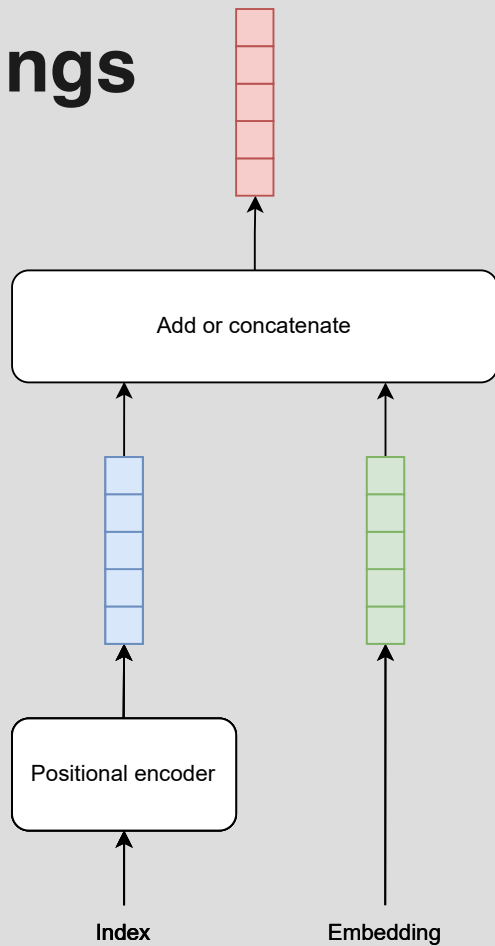 ngs
Add or concatenate
Positional encoder
Index
Embedding